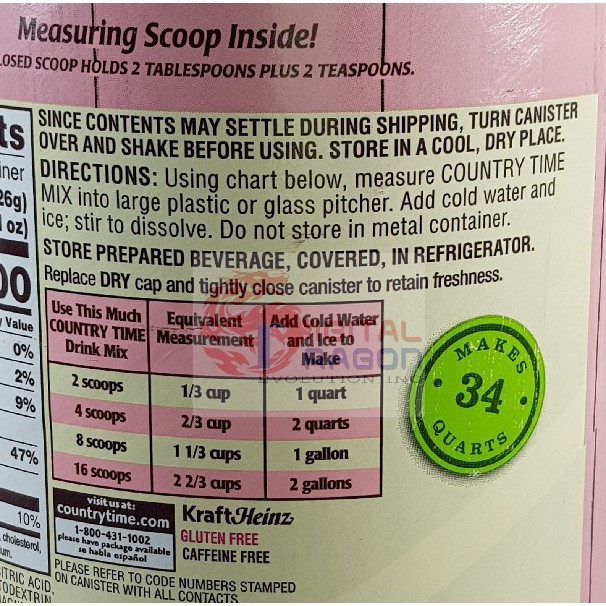 Measuring Scoop Inside!
LOSED SCOOP HOLDS 2 TABLESPOONS PLUS 2 TEASPOONS.
SINCE CONTENTS MAY SETTLE DURING SHIPPING, TURN CANISTER
OVER AND SHAKE BEFORE USING. STORE IN A COOL, DRY PLACE.
DIRECTIONS: Using chart below, measure COUNTRY TIME
MIX into large plastic or glass pitcher. Add cold water and
ice; stir to dissolve. Do not store in metal container.
STORE PREPARED BEVERAGE, COVERED, IN REFRIGERATOR.
Replace DRY cap and tightly close canister to retain freshness.
Use This Much
COUNTRY TIME
Drink Mix
Equivalent
Measurement
Add Cold Water
and Ice to
Make
2 scoops 1/3 cup 1 quart
4 scoops 2/3 cup 2 quarts
8 scoops 1 1/3 cups 1 gallon
16 scoops 2 2/3 cups 2 gallons
MAKES
34
QUARTS
visit us at:
countrytime.com
1-800-431-1002
please have package available
se habla español
KraftHeinz
GLUTEN FREE
CAFFEINE FREE
PLEASE REFER TO CODE NUMBERS STAMPED
ON CANISTER WITH ALL CONTACTS.
ts
iner
26g)
l oz)
00
y Value
0%
2%
9%
47%
10%
cholesterol,
um.
ITRIC ACID,
TODEXTRIN